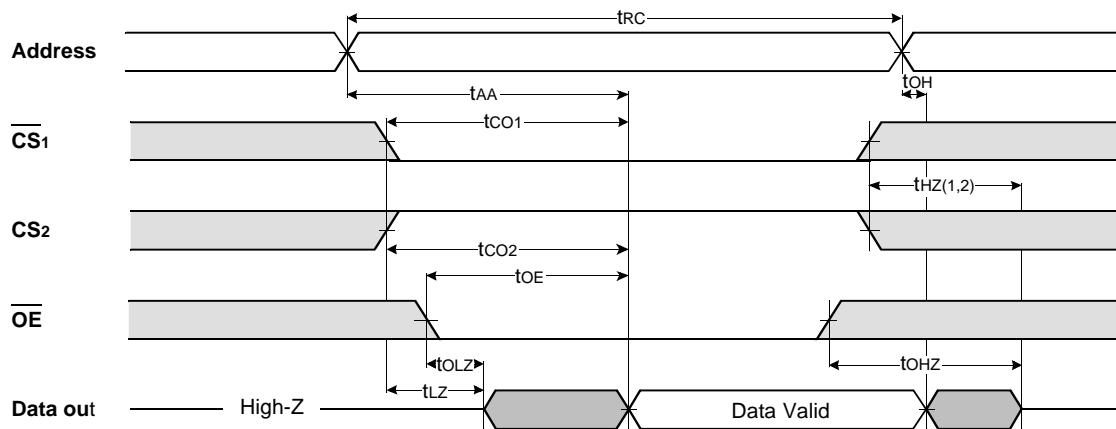 tRC
Address
tOH
tAA
tCO1
CS1
tHZ(1,2)
CS2
tCO2
tOE
OE
tOLZ
tOHZ
tLZ
Data out
High-Z
Data Valid